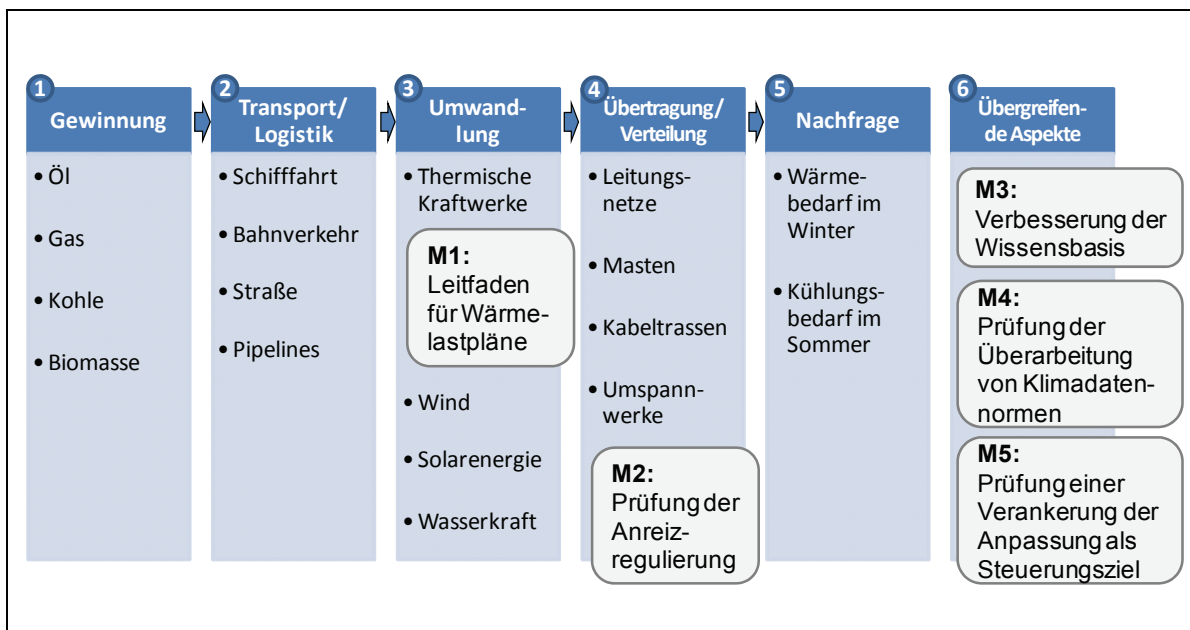 1
Gewinnung
• Öl
• Gas
• Kohle
• Biomasse
2
Transport/
Logistik
• Schifffahrt
• Bahnverkehr
• Straße
• Pipelines
3
Umwand-
lung
• Thermische
Kraftwerke
M1:
Leitfaden
für Wärme-
lastpläne
• Wind
• Solarenergie
• Wasserkraft
4
Übertragung/
Verteilung
• Leitungs-
netze
• Masten
• Kabeltrassen
• Umspann-
werke
M2:
Prüfung der
Anreiz-
regulierung
5
Nachfrage
• Wärme-
bedarf im
Winter
• Kühlungs-
bedarf im
Sommer
6
Übergreifen-
de Aspekte
M3:
Verbesserung der
Wissensbasis
M4:
Prüfung der
Überarbeitung
von Klimadaten-
normen
M5:
Prüfung einer
Verankerung der
Anpassung als
Steuerungsziel